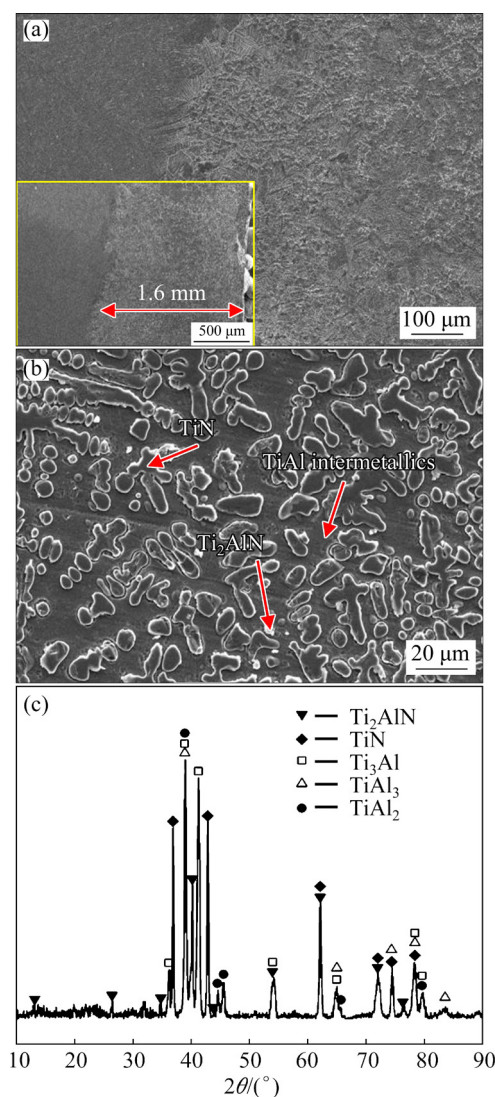 (a)
1.6 mm
500 μm
100 μm
(b)
TiN
TiAl intermetallics
Ti₂AlN
20 μm
(c)
Ti₂AlN
TiN
Ti₃Al
TiAl₃
TiAl₂
10 20 30 40 50 60 70 80 90
2θ/(°)